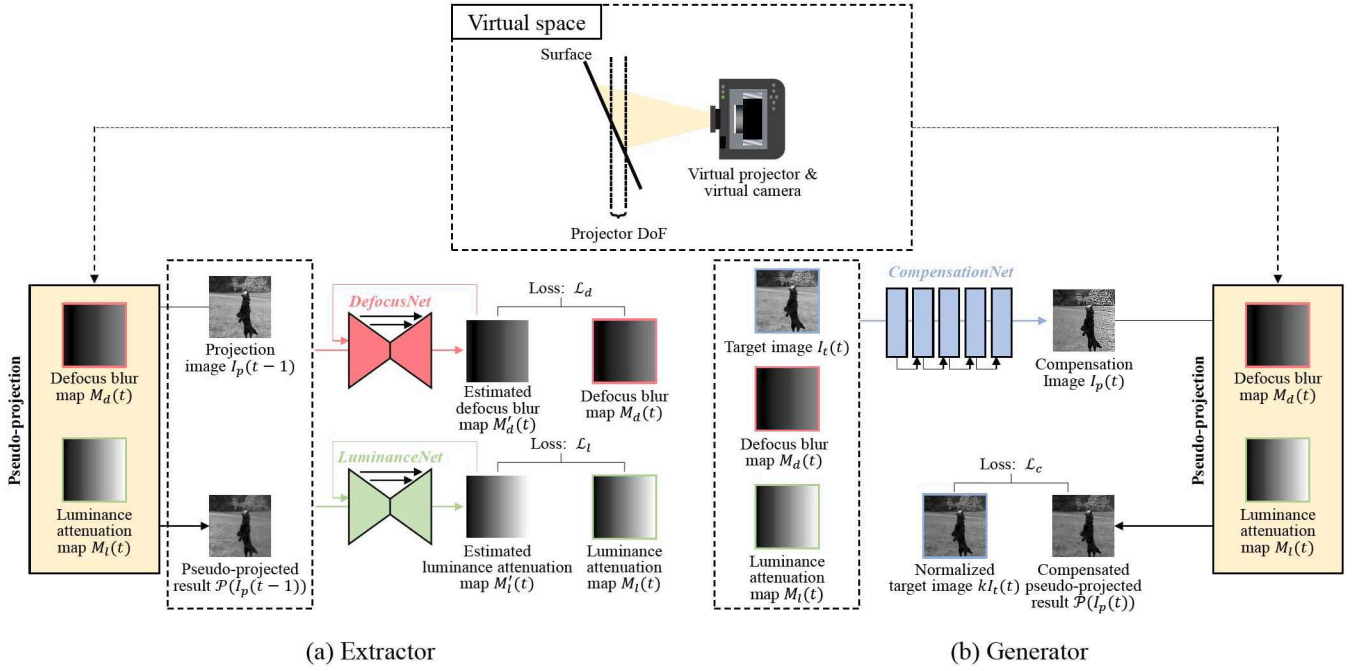 Virtual space
Surface
Virtual projector &
virtual camera
Projector DoF
Pseudo-projection
Defocus blur
map M_d(t)
Luminance
attenuation
map M_l(t)
Projection
image I_p(t − 1)
Pseudo-projected
result 𝒫(I_p(t − 1))
DefocusNet
Loss: ℒ_d
Estimated
defocus blur
map M′_d(t)
Defocus blur
map M_d(t)
LuminanceNet
Loss: ℒ_l
Estimated
luminance attenuation
map M′_l(t)
Luminance
attenuation
map M_l(t)
(a) Extractor
Target image I_t(t)
Defocus blur
map M_d(t)
Luminance
attenuation
map M_l(t)
CompensationNet
Compensation
Image I_p(t)
Loss: ℒ_c
Normalized
target image kI_t(t)
Compensated
pseudo-projected
result 𝒫(I_p(t))
Pseudo-projection
Defocus blur
map M_d(t)
Luminance
attenuation
map M_l(t)
(b) Generator